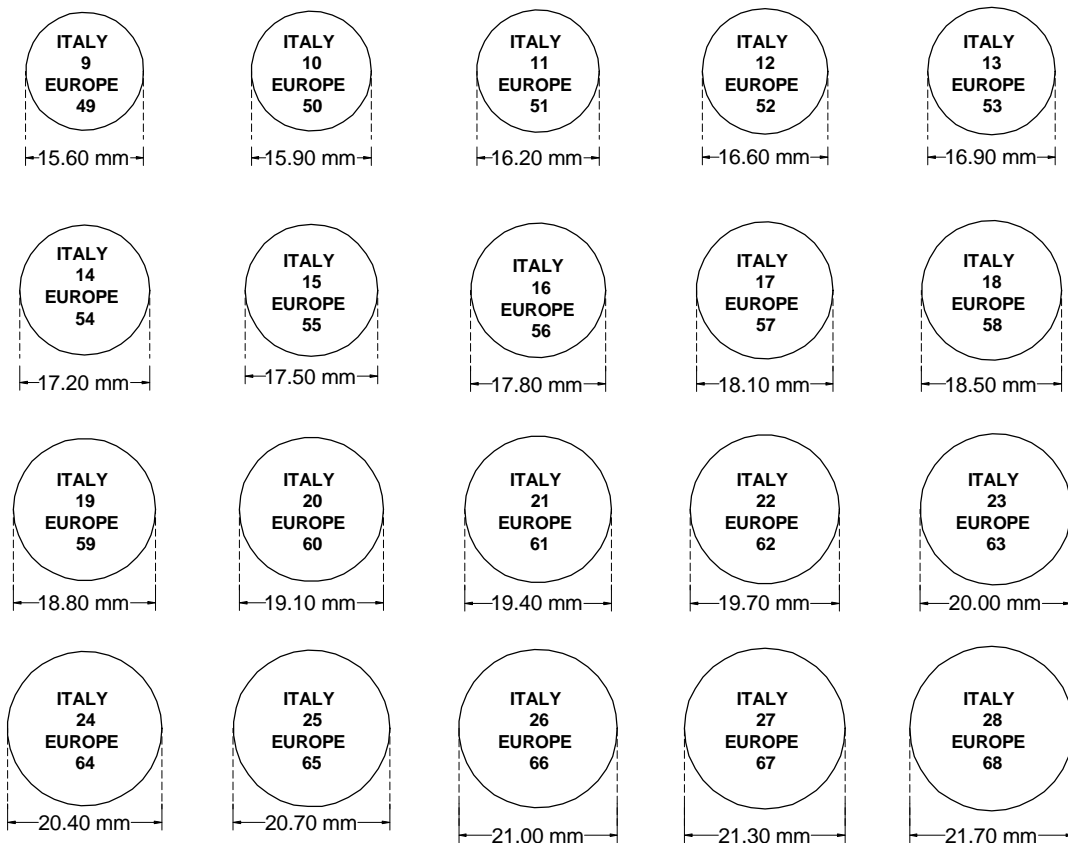 ITALY
9
EUROPE
49
15.60 mm
ITALY
10
EUROPE
50
15.90 mm
ITALY
11
EUROPE
51
16.20 mm
ITALY
12
EUROPE
52
16.60 mm
ITALY
13
EUROPE
53
16.90 mm
ITALY
14
EUROPE
54
17.20 mm
ITALY
15
EUROPE
55
17.50 mm
ITALY
16
EUROPE
56
17.80 mm
ITALY
17
EUROPE
57
18.10 mm
ITALY
18
EUROPE
58
18.50 mm
ITALY
19
EUROPE
59
18.80 mm
ITALY
20
EUROPE
60
19.10 mm
ITALY
21
EUROPE
61
19.40 mm
ITALY
22
EUROPE
62
19.70 mm
ITALY
23
EUROPE
63
20.00 mm
ITALY
24
EUROPE
64
20.40 mm
ITALY
25
EUROPE
65
20.70 mm
ITALY
26
EUROPE
66
21.00 mm
ITALY
27
EUROPE
67
21.30 mm
ITALY
28
EUROPE
68
21.70 mm